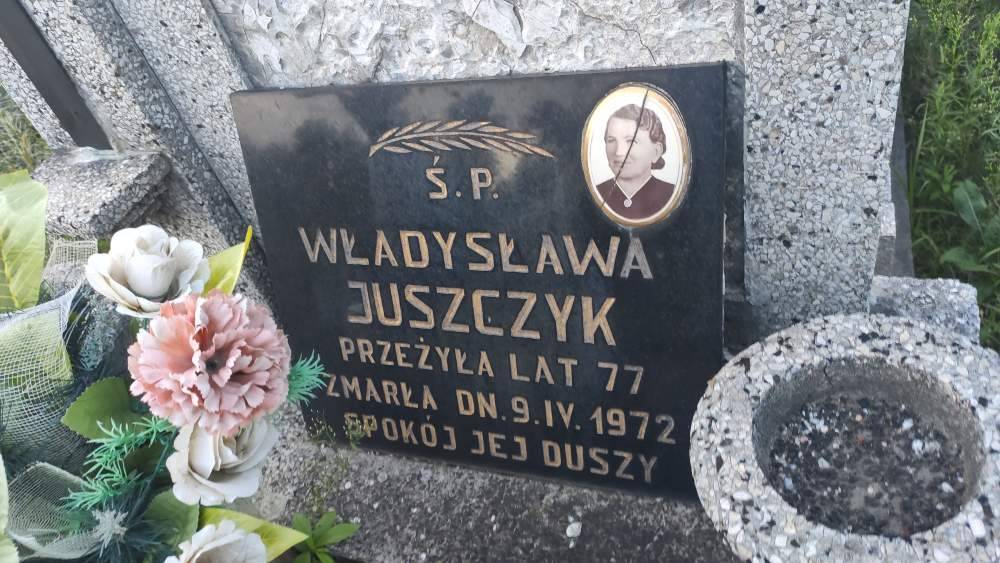 Ś.P.
WŁADYSŁAWA
JUSZCZYK
PRZEŻYŁA LAT 77
ZMARŁA DN. 9.IV.1972
SPOKÓJ JEJ DUSZY